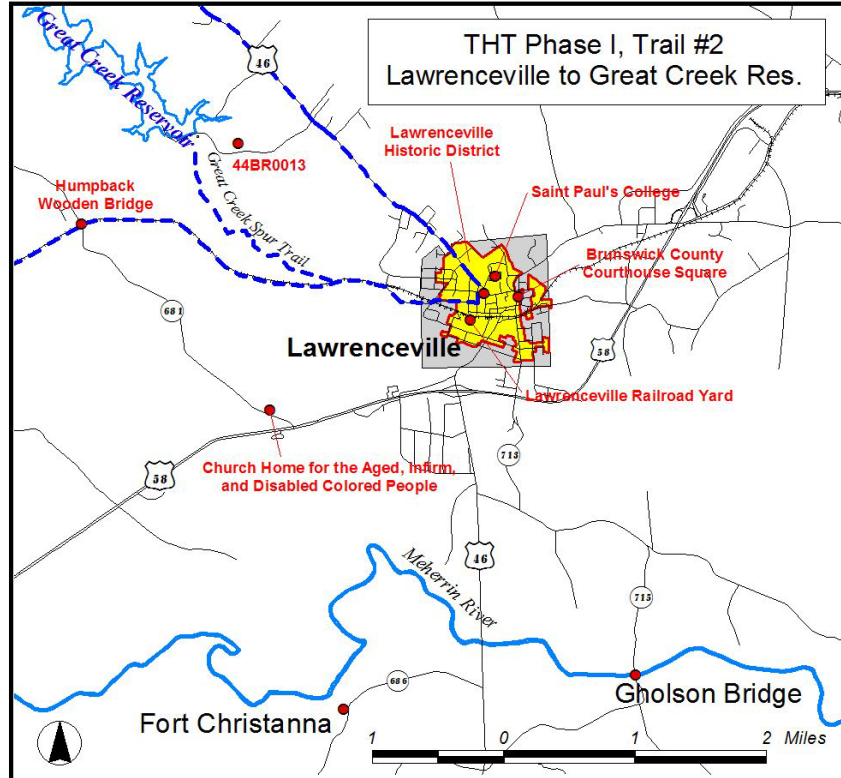 THT Phase I, Trail #2
Lawrenceville to Great Creek Res.
Great Creek Reservoir
46
Lawrenceville
Historic District
44BR0013
Great Creek Spur Trail
Humpback
Wooden Bridge
Saint Paul's College
Brunswick County
Courthouse Square
681
Lawrenceville
58
Lawrenceville Railroad Yard
Church Home for the Aged, Infirm,
and Disabled Colored People
713
58
46
Meherrin River
715
686
Gholson Bridge
Fort Christanna
1 0 1 2 Miles